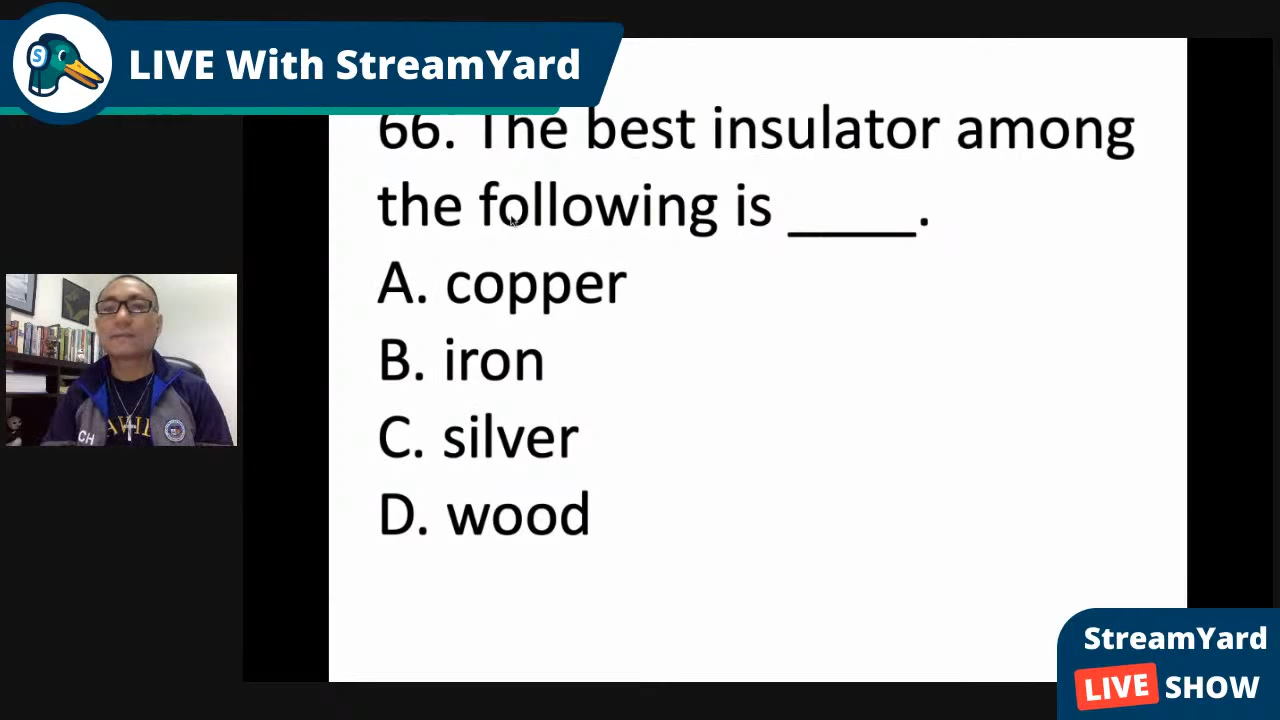 LIVE With StreamYard
66. The best insulator among
the following is _____.
A. copper
B. iron
C. silver
D. wood
CH
S
StreamYard
LIVE SHOW